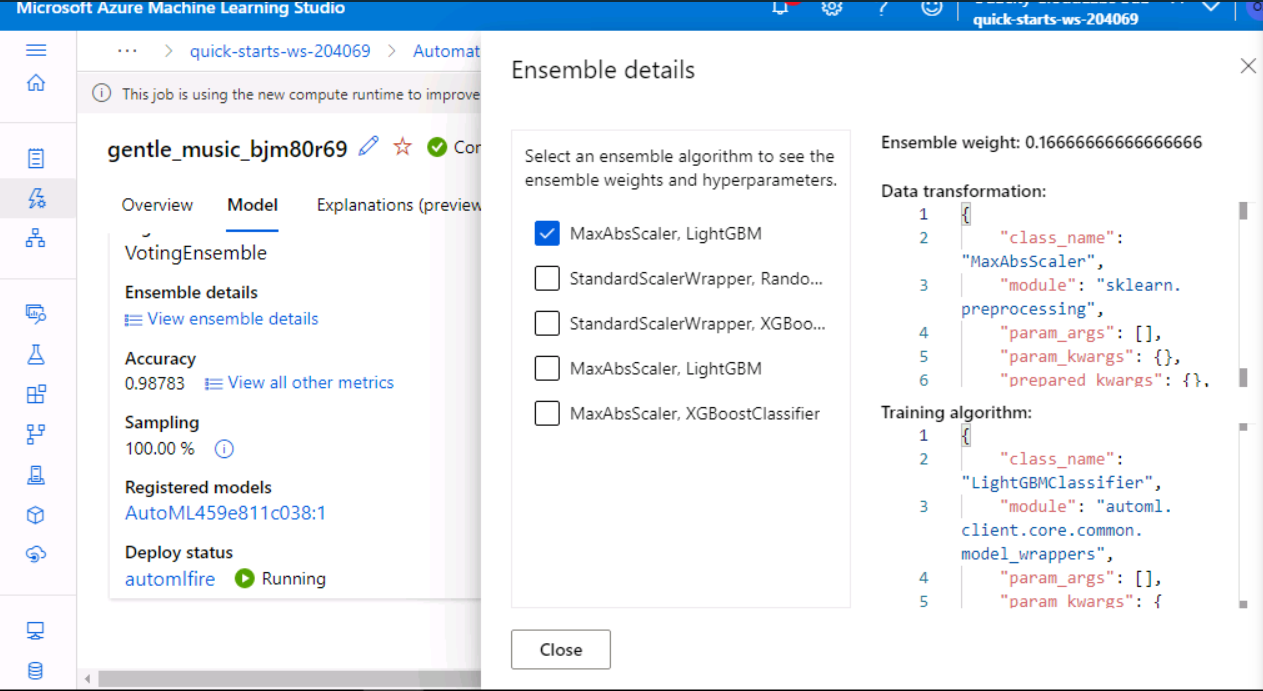 Microsoft Azure Machine Learning Studio
quick-starts-ws-204069
··· > quick-starts-ws-204069 > Automat
This job is using the new compute runtime to improve
gentle_music_bjm80r69
Cor
Overview
Model
Explanations (preview
VotingEnsemble
Ensemble details
View ensemble details
Accuracy
0.98783
View all other metrics
Sampling
100.00 %
Registered models
AutoML459e811c038:1
Deploy status
automlfire
Running
Ensemble details
Select an ensemble algorithm to see the
ensemble weights and hyperparameters.
MaxAbsScaler, LightGBM
StandardScalerWrapper, Rando...
StandardScalerWrapper, XGBoo...
MaxAbsScaler, LightGBM
MaxAbsScaler, XGBoostClassifier
Close
Ensemble weight: 0.16666666666666666
Data transformation:
1 {
2 "class_name":
"MaxAbsScaler",
3 "module": "sklearn.
preprocessing",
4 "param_args": [],
5 "param_kwargs": {},
6 "prepared_kwargs": {},
Training algorithm:
1 {
2 "class_name":
"LightGBMClassifier",
3 "module": "automl.
client.core.common.
model_wrappers",
4 "param_args": [],
5 "param_kwargs": {